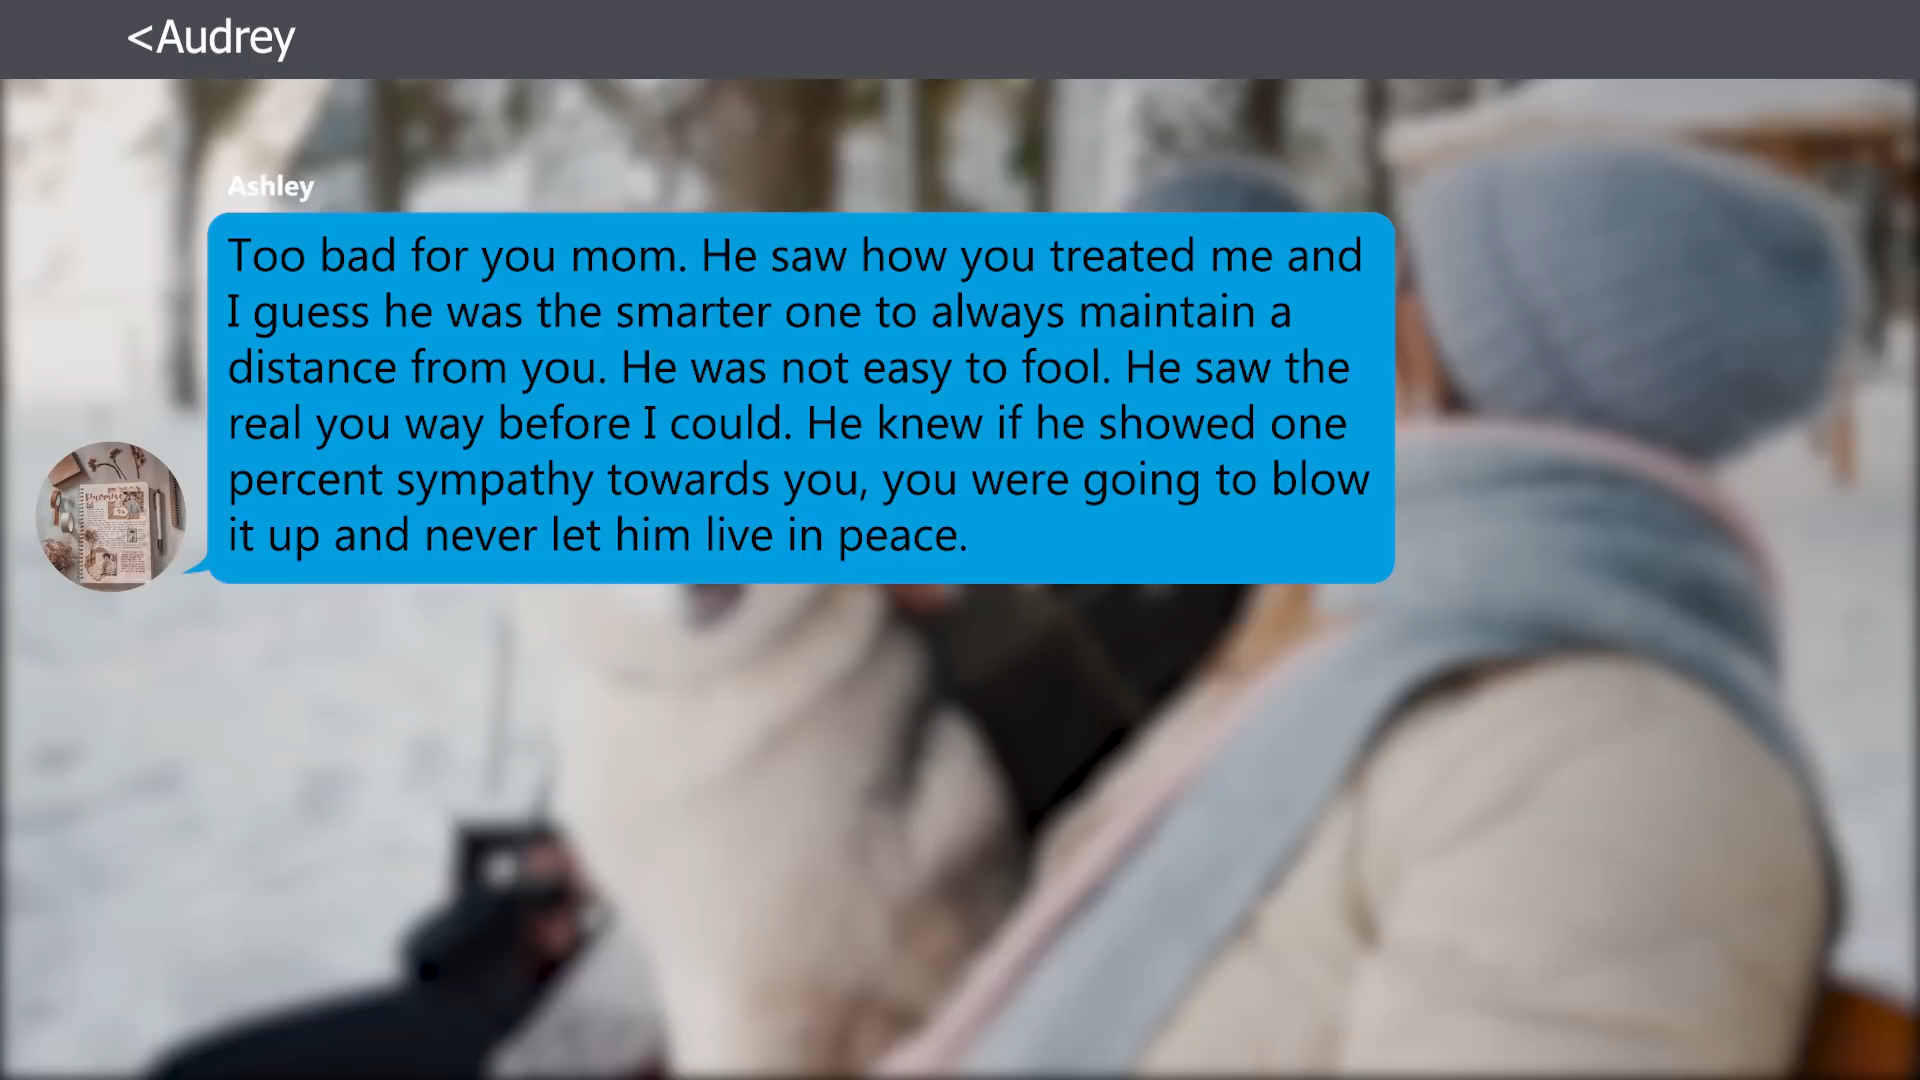 <Audrey
Ashley
Too bad for you mom. He saw how you treated me and
I guess he was the smarter one to always maintain a
distance from you. He was not easy to fool. He saw the
real you way before I could. He knew if he showed one
percent sympathy towards you, you were going to blow
it up and never let him live in peace.
Promise